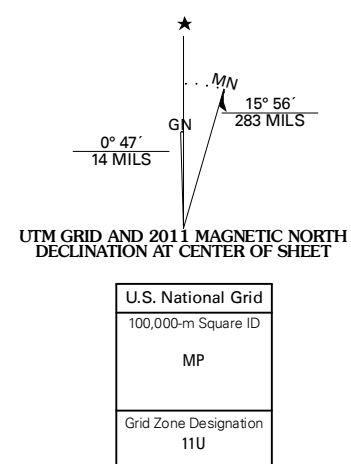 MN
GN
15° 56´
283 MILS
0° 47´
14 MILS
UTM GRID AND 2011 MAGNETIC NORTH
DECLINATION AT CENTER OF SHEET
U.S. National Grid
100,000-m Square ID
MP
Grid Zone Designation
11U